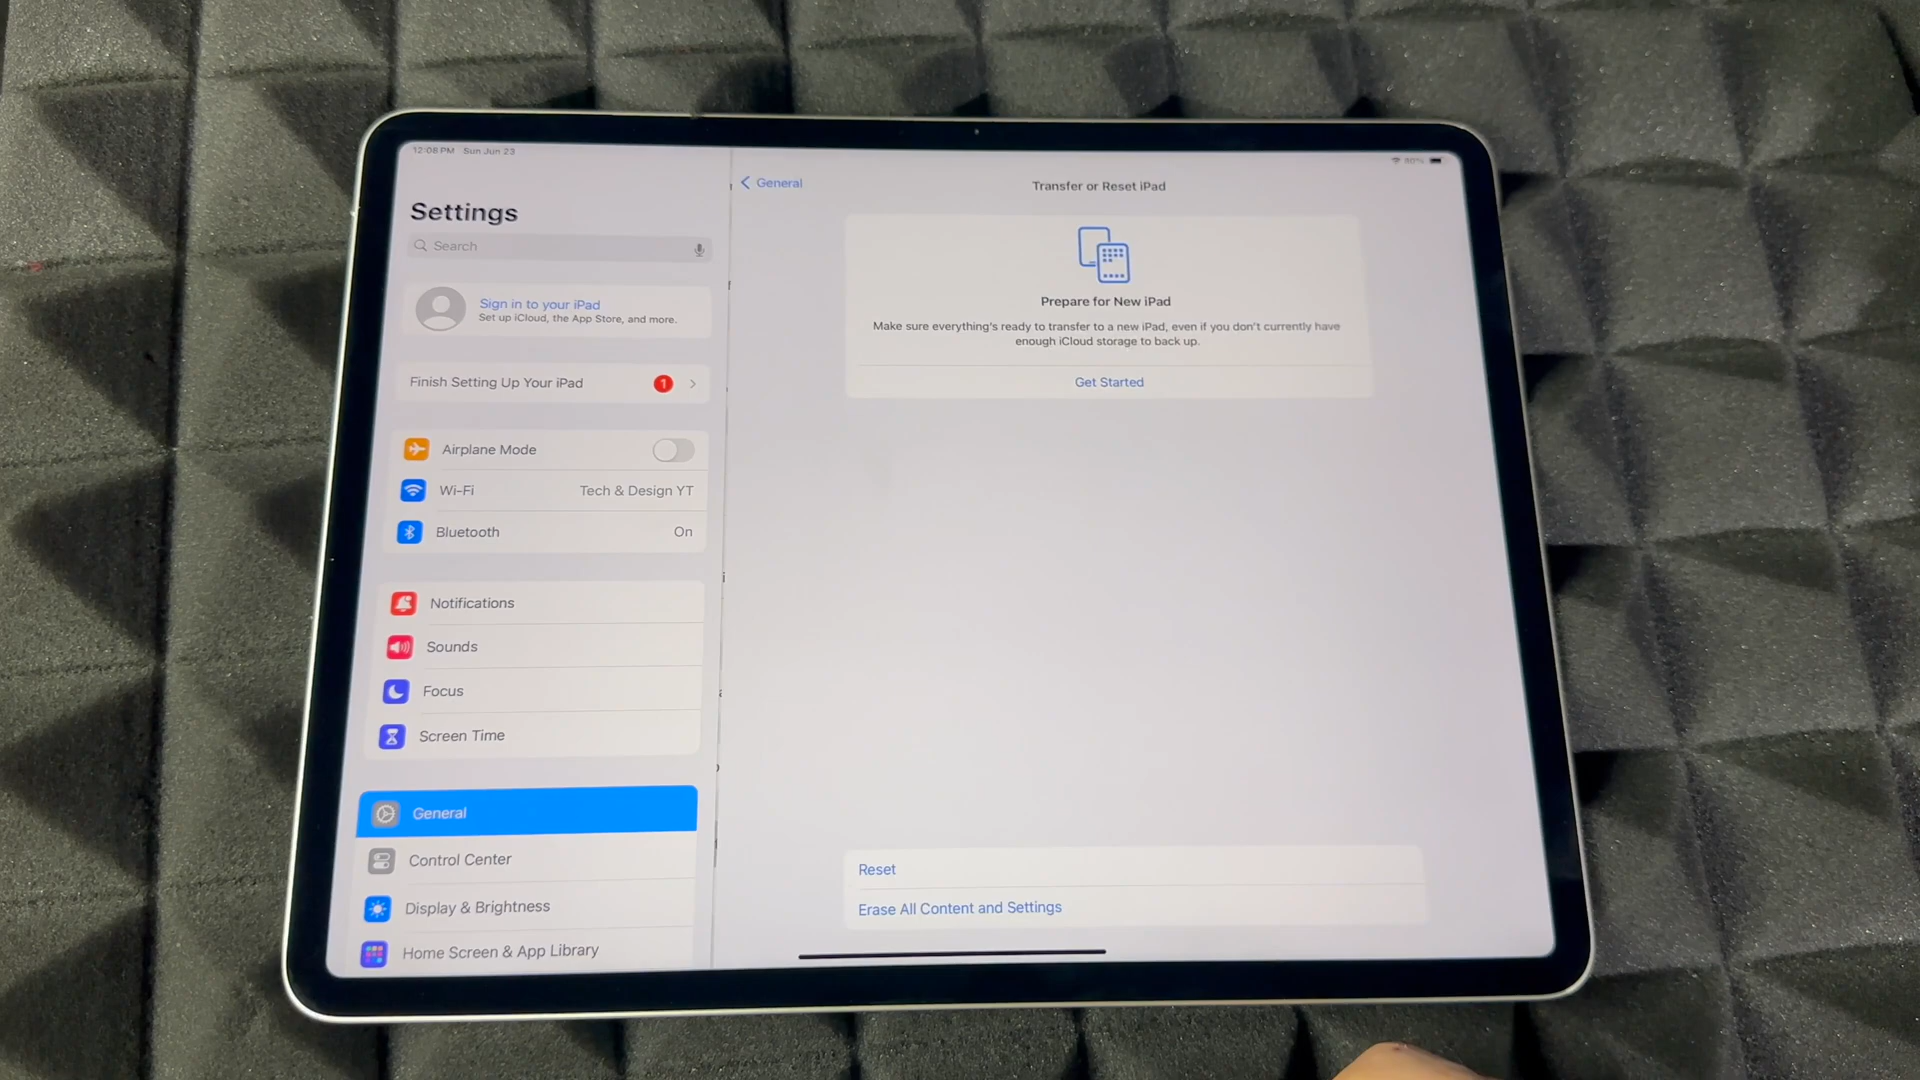 12:08 PM Sun Jun 23
80%
Settings
Search
Sign in to your iPad
Set up iCloud, the App Store, and more.
Finish Setting Up Your iPad 1
Airplane Mode
Wi-Fi Tech & Design YT
Bluetooth On
Notifications
Sounds
Focus
Screen Time
General
Control Center
Display & Brightness
Home Screen & App Library
General
Transfer or Reset iPad
Prepare for New iPad
Make sure everything's ready to transfer to a new iPad, even if you don't currently have
enough iCloud storage to back up.
Get Started
Reset
Erase All Content and Settings